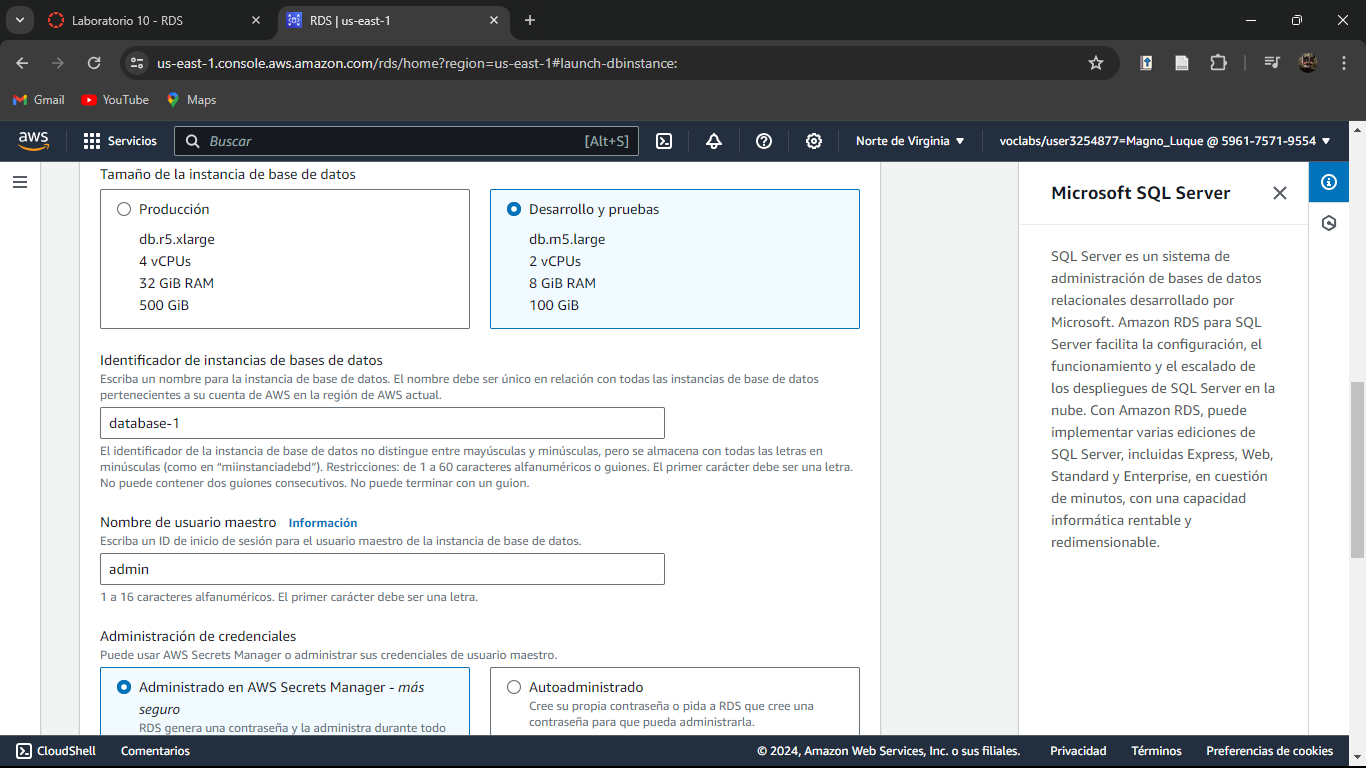 Laboratorio 10 - RDS
RDS | us-east-1
us-east-1.console.aws.amazon.com/rds/home?region=us-east-1#launch-dbinstance:
Gmail
YouTube
Maps
aws
Servicios
Buscar
[Alt+S]
Norte de Virginia
voclabs/user3254877=Magno_Luque @ 5961-7571-9554
Tamaño de la instancia de base de datos
Producción
db.r5.xlarge
4 vCPUs
32 GiB RAM
500 GiB
Desarrollo y pruebas
db.m5.large
2 vCPUs
8 GiB RAM
100 GiB
Identificador de instancias de bases de datos
Escriba un nombre para la instancia de base de datos. El nombre debe ser único en relación con todas las instancias de base de datos
pertenecientes a su cuenta de AWS en la región de AWS actual.
database-1
El identificador de la instancia de base de datos no distingue entre mayúsculas y minúsculas, pero se almacena con todas las letras en
minúsculas (como en “miinstanciadebd”). Restricciones: de 1 a 60 caracteres alfanuméricos o guiones. El primer carácter debe ser una letra.
No puede contener dos guiones consecutivos. No puede terminar con un guion.
Nombre de usuario maestro Información
Escriba un ID de inicio de sesión para el usuario maestro de la instancia de base de datos.
admin
1 a 16 caracteres alfanuméricos. El primer carácter debe ser una letra.
Administración de credenciales
Puede usar AWS Secrets Manager o administrar sus credenciales de usuario maestro.
Administrado en AWS Secrets Manager - más
seguro
RDS genera una contraseña y la administra durante todo
Autoadministrado
Cree su propia contraseña o pida a RDS que cree una
contraseña para que pueda administrarla.
Microsoft SQL Server
SQL Server es un sistema de
administración de bases de datos
relacionales desarrollado por
Microsoft. Amazon RDS para SQL
Server facilita la configuración, el
funcionamiento y el escalado de
los despliegues de SQL Server en la
nube. Con Amazon RDS, puede
implementar varias ediciones de
SQL Server, incluidas Express, Web,
Standard y Enterprise, en cuestión
de minutos, con una capacidad
informática rentable y
redimensionable.
CloudShell
Comentarios
© 2024, Amazon Web Services, Inc. o sus filiales.
Privacidad
Términos
Preferencias de cookies